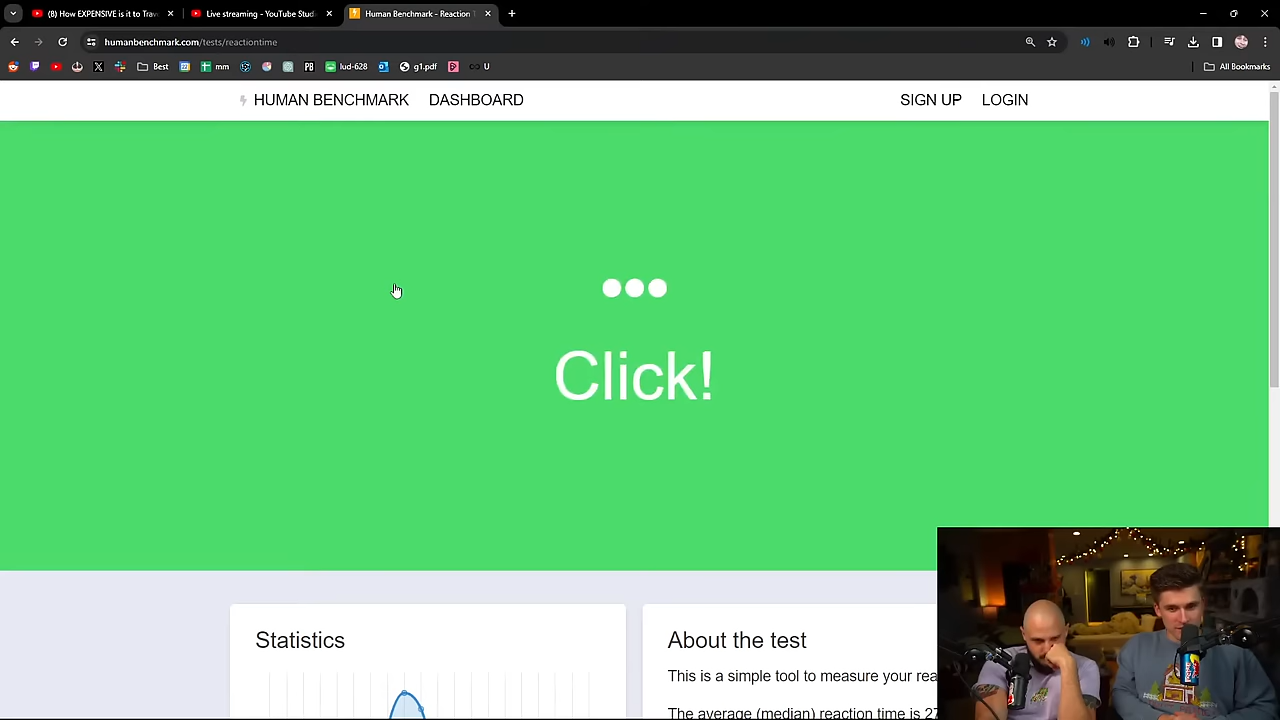 (8) How EXPENSIVE is it to Trav
Live streaming - YouTube Stud
Human Benchmark - Reaction T
humanbenchmark.com/tests/reactiontime
Best
mm
lud-628
g1.pdf
U
All Bookmarks
HUMAN BENCHMARK
DASHBOARD
SIGN UP
LOGIN
Click!
Statistics
About the test
This is a simple tool to measure your rea
The average (median) reaction time is 27